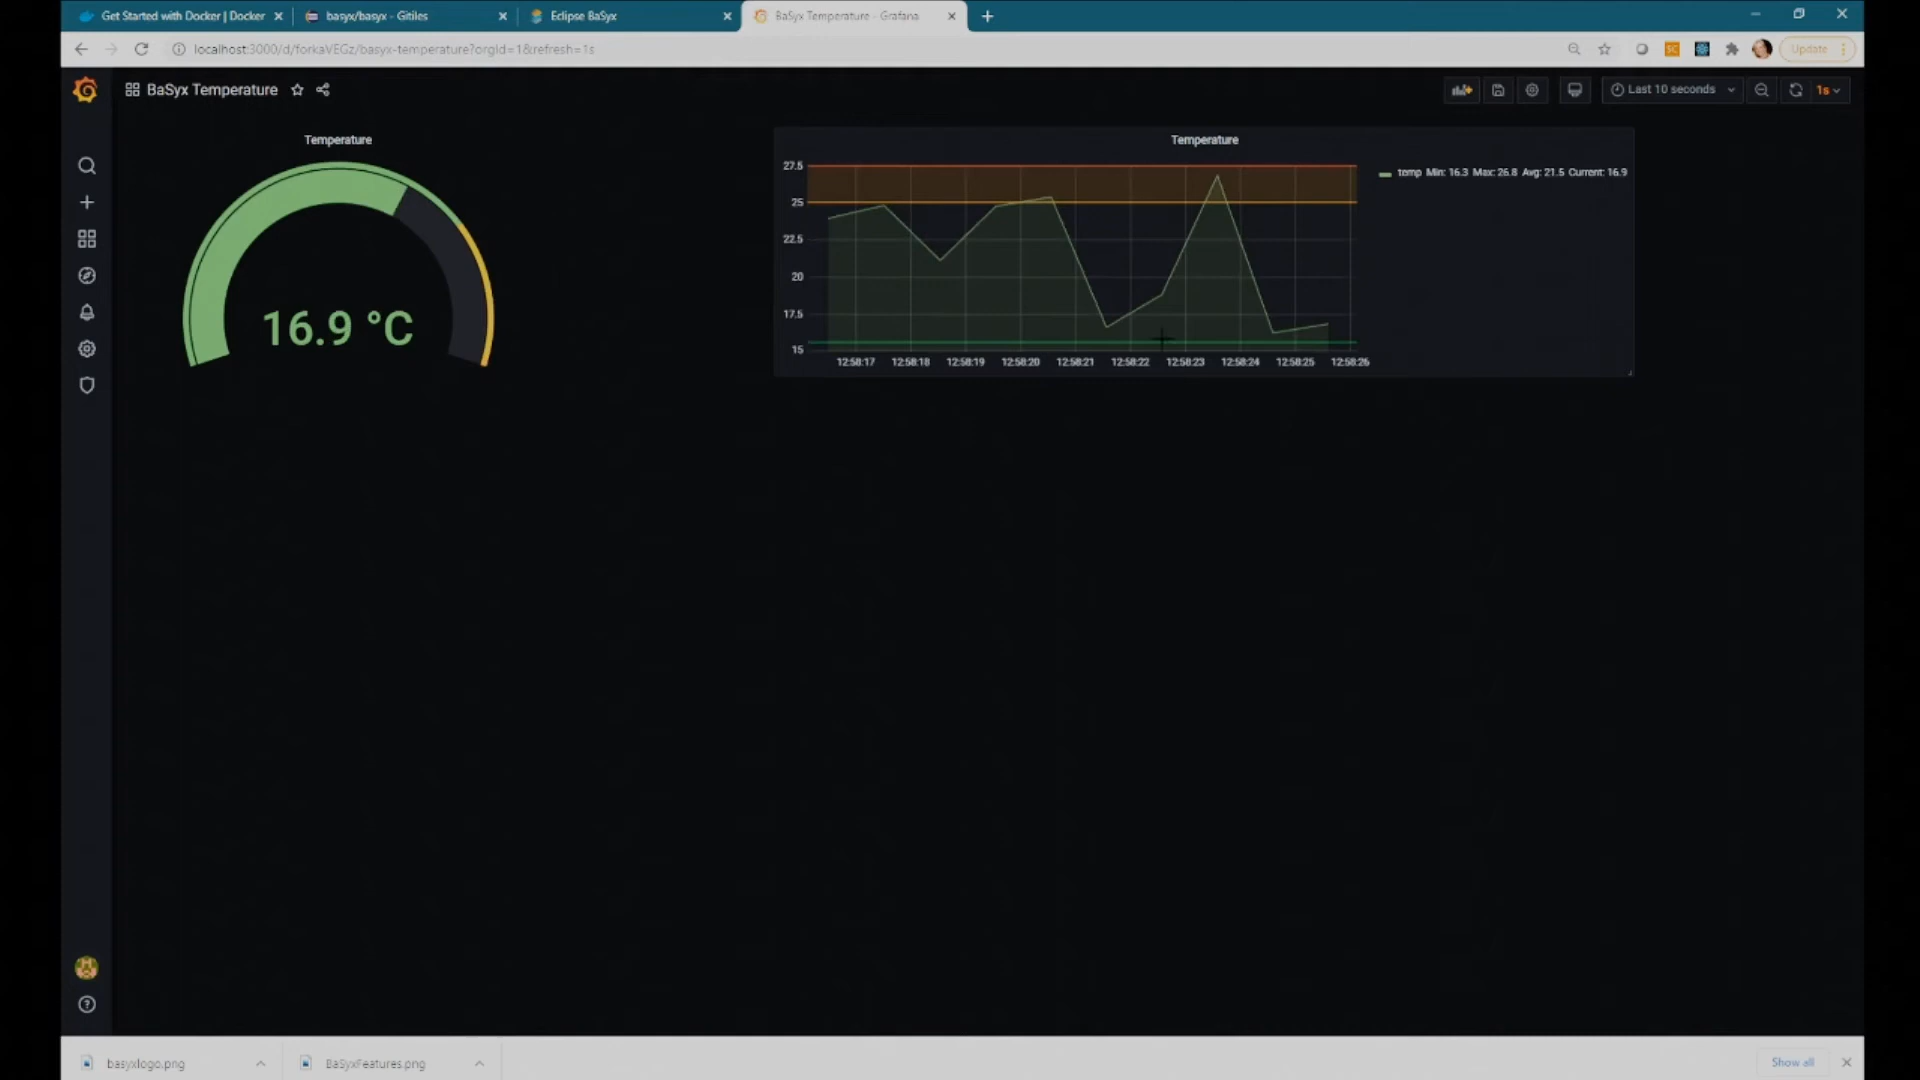 Get Started with Docker | Docker
basyx/basyx - Gitiles
Eclipse BaSyx
BaSyx Temperature - Grafana
localhost:3000/d/forkaVEGz/basyx-temperature?orgId=1&refresh=1s
SC
Update
BaSyx Temperature
Last 10 seconds
1s
Temperature
16.9 °C
Temperature
27.5
25
22.5
20
17.5
15
12:58:17 12:58:18 12:58:19 12:58:20 12:58:21 12:58:22 12:58:23 12:58:24 12:58:25 12:58:26
temp Min: 16.3 Max: 26.8 Avg: 21.5 Current: 16.9
basyxlogo.png
BaSyxFeatures.png
Show all